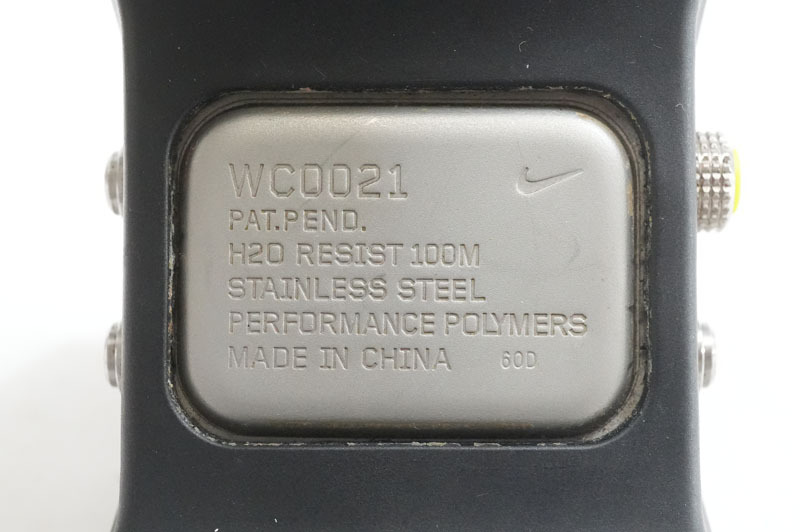 WC0021
PAT.PEND.
H2O RESIST 100M
STAINLESS STEEL
PERFORMANCE POLYMERS
MADE IN CHINA 60D